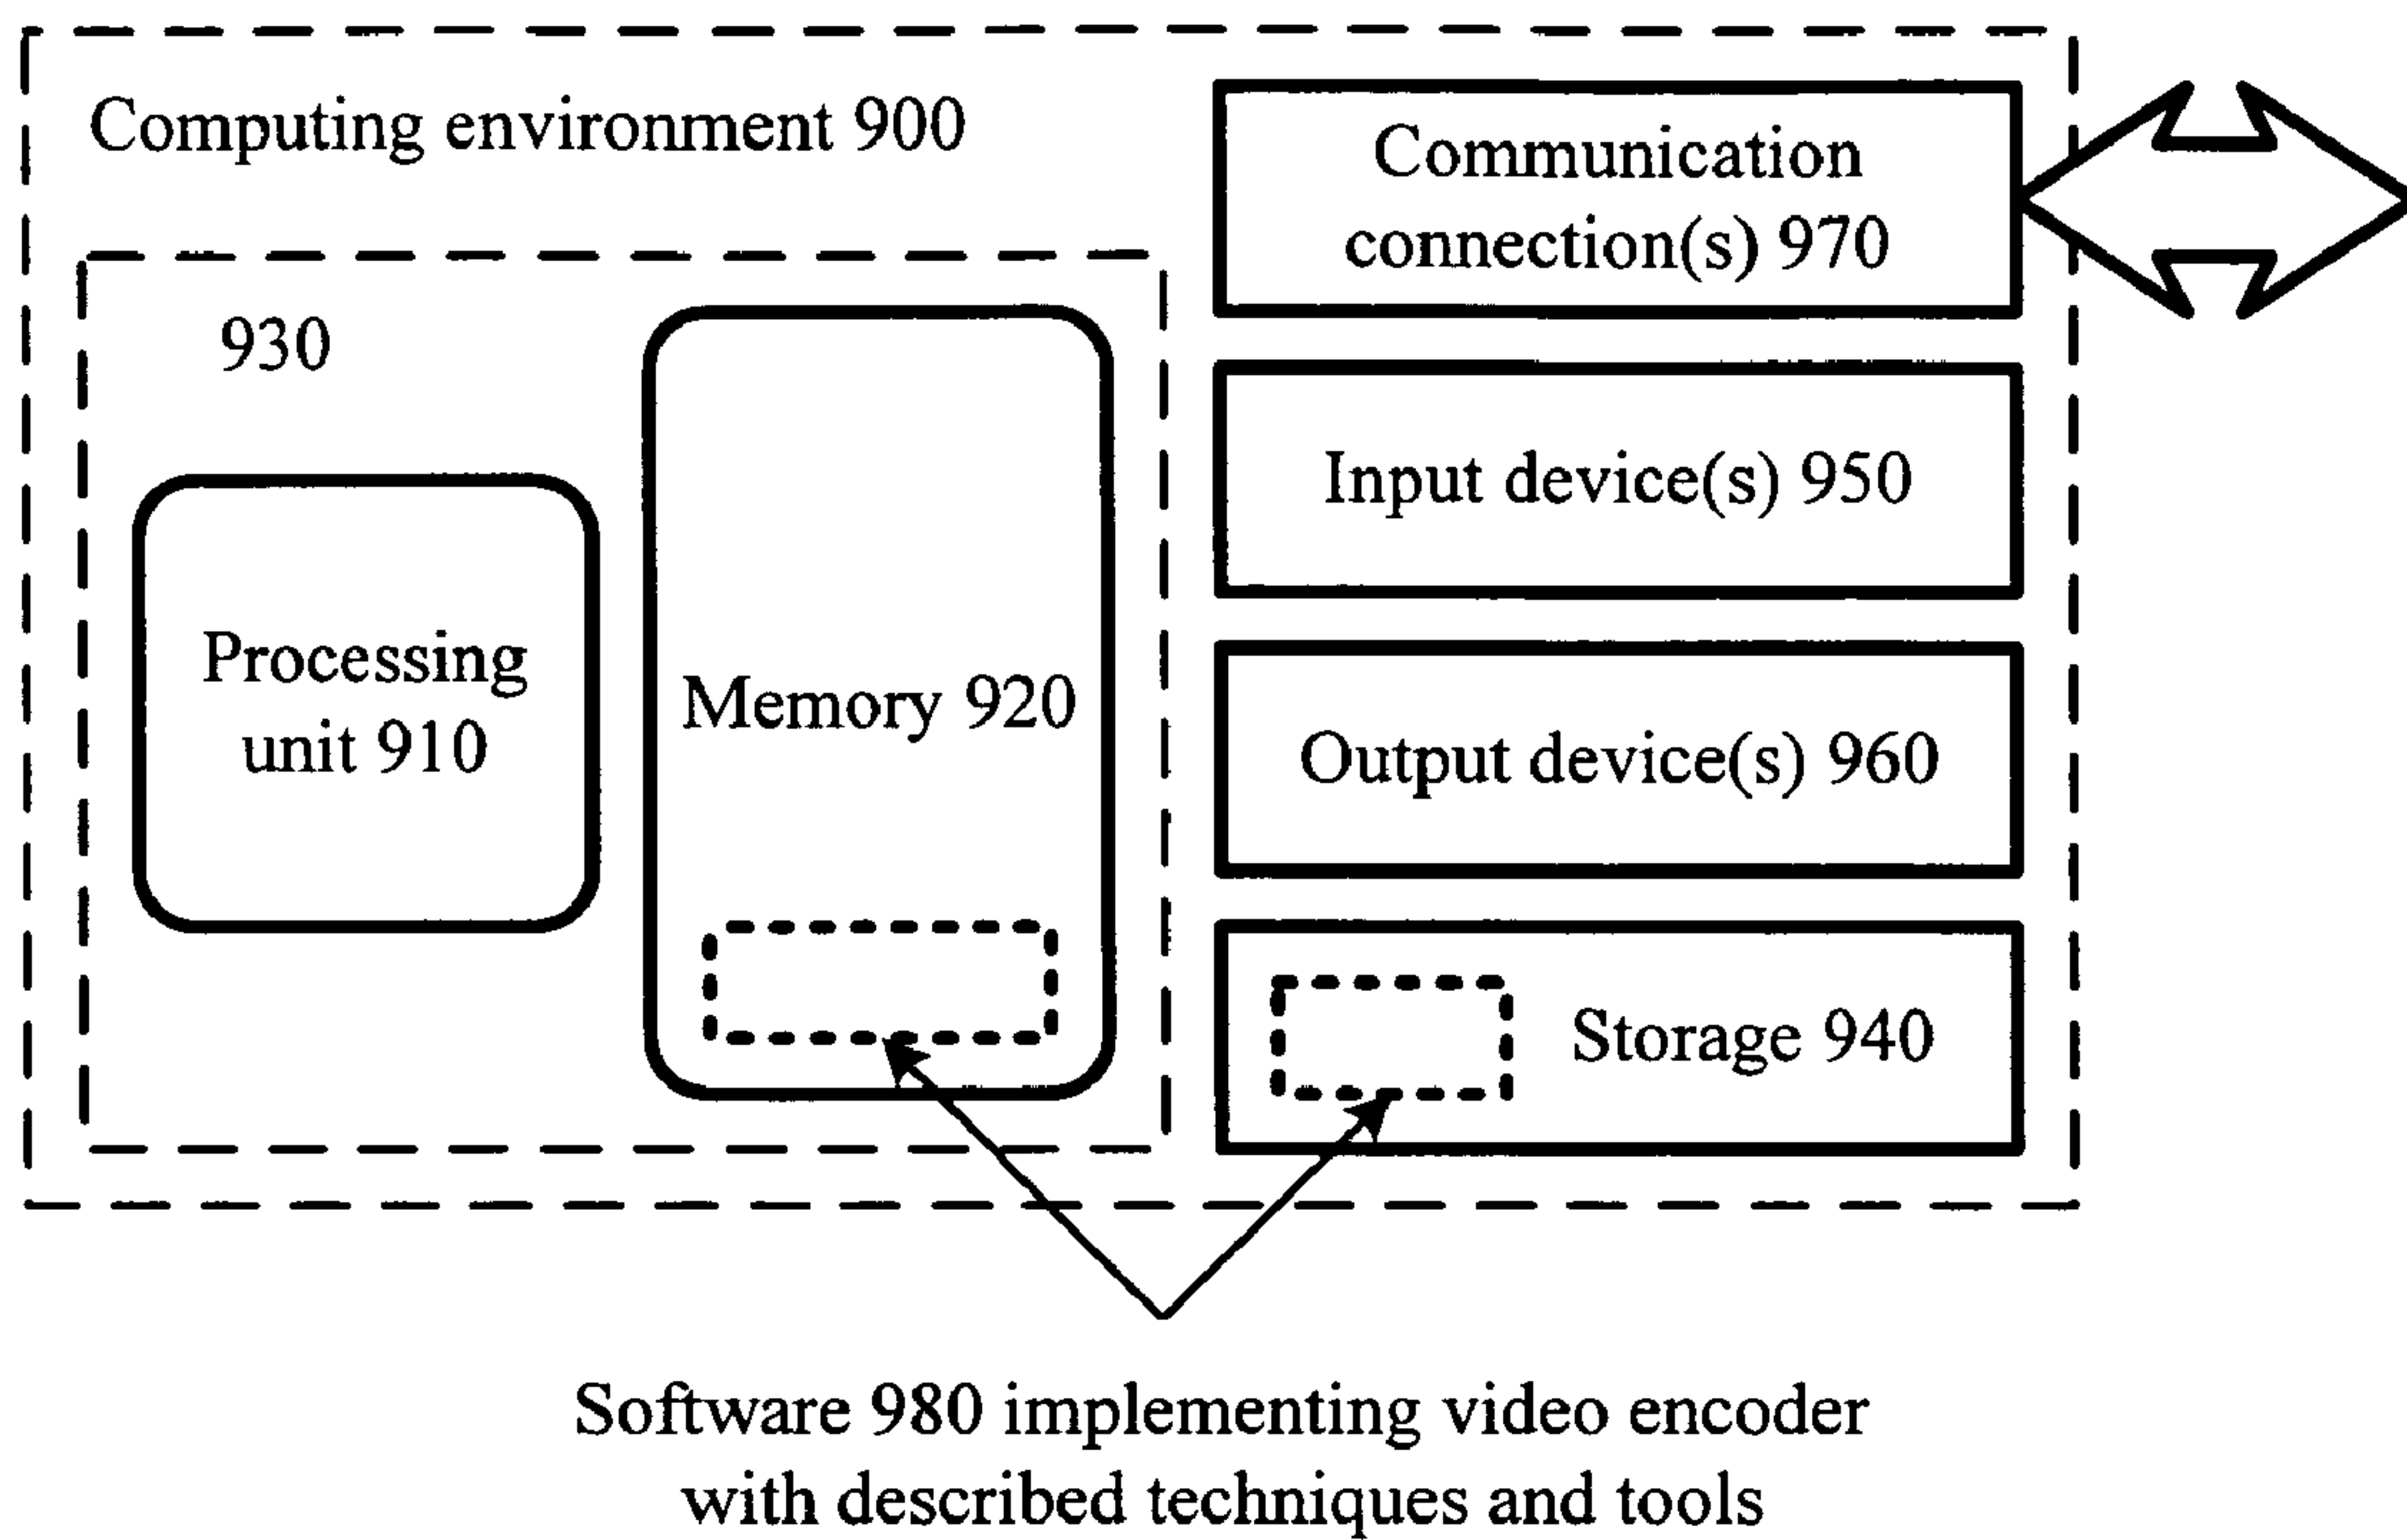 Computing environment 900
Communication
connection(s) 970
930
Input device(s) 950
Processing
unit 910
Memory 920
Output device(s) 960
Storage 940
Software 980 implementing video encoder
with described techniques and tools